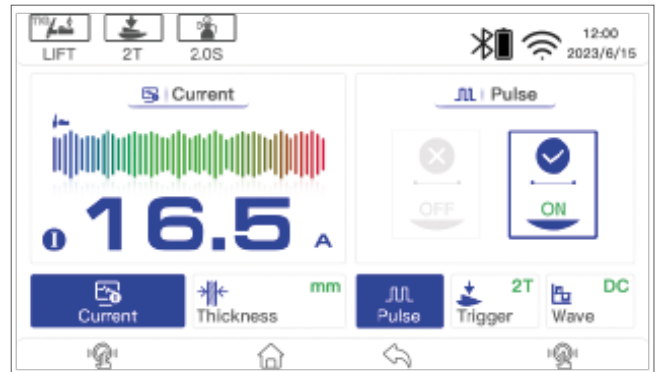 TIG
LIFT 2T 2.0S 12:00
2023/6/15
Current Pulse
16.5 A
OFF ON
mm 2T DC
Current Thickness Pulse Trigger Wave